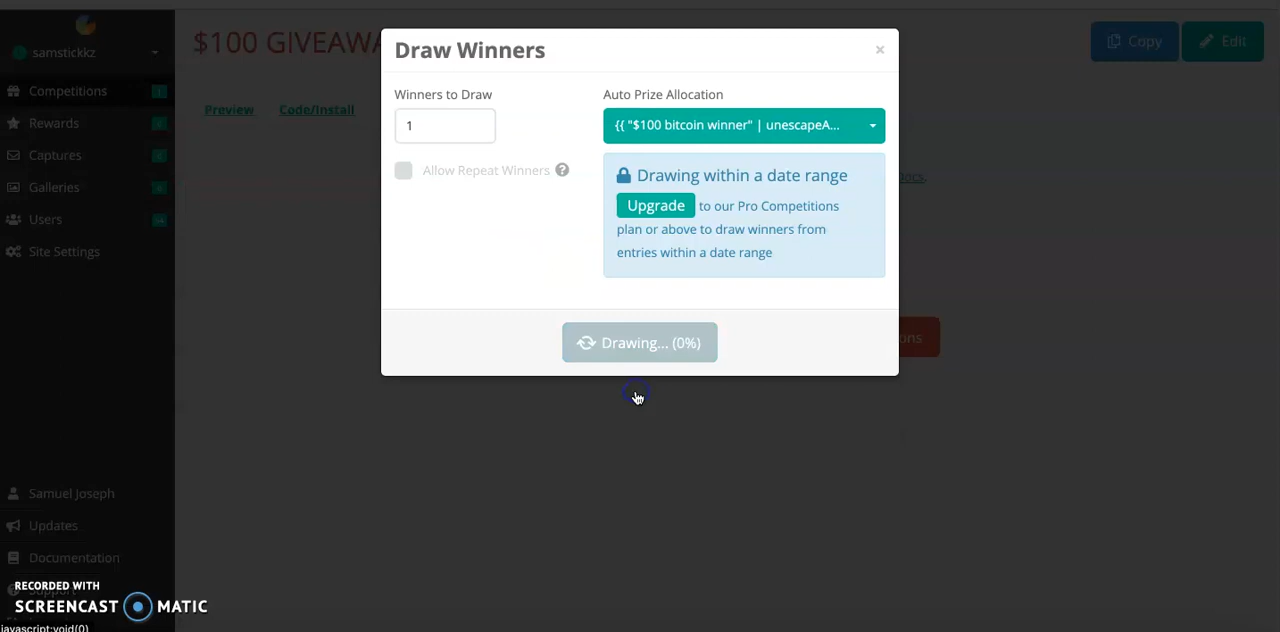 samstickkz
Competitions
Rewards
Captures
Galleries
Users
Site Settings
Samuel Joseph
Updates
Documentation
Support
RECORDED WITH
SCREENCAST MATIC
javascript:void(0)
$100 GIVEAWA
Preview
Code/Install
Copy
Edit
Draw Winners
×
Winners to Draw
1
Allow Repeat Winners
Auto Prize Allocation
{{ "$100 bitcoin winner" | unescapeA...
Drawing within a date range
Upgrade to our Pro Competitions
plan or above to draw winners from
entries within a date range
Drawing... (0%)
Docs.
ons